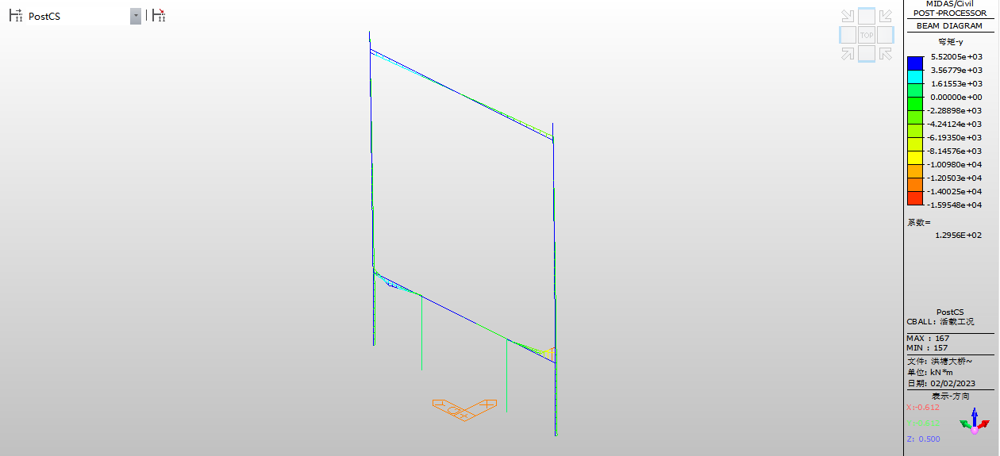 PostCS
TOP
MIDAS/Civil
POST-PROCESSOR
BEAM DIAGRAM
弯矩-y
5.52005e+03
3.56779e+03
1.61553e+03
0.00000e+00
-2.28898e+03
-4.24124e+03
-6.19350e+03
-8.14576e+03
-1.00980e+04
-1.20503e+04
-1.40025e+04
-1.59548e+04
系数=
1.2956E+02
PostCS
CBALL: 活载工况
MAX : 167
MIN : 157
文件: 洪塘大桥~
单位: kN*m
日期: 02/02/2023
表示-方向
X:-0.612
Y:-0.612
Z: 0.500